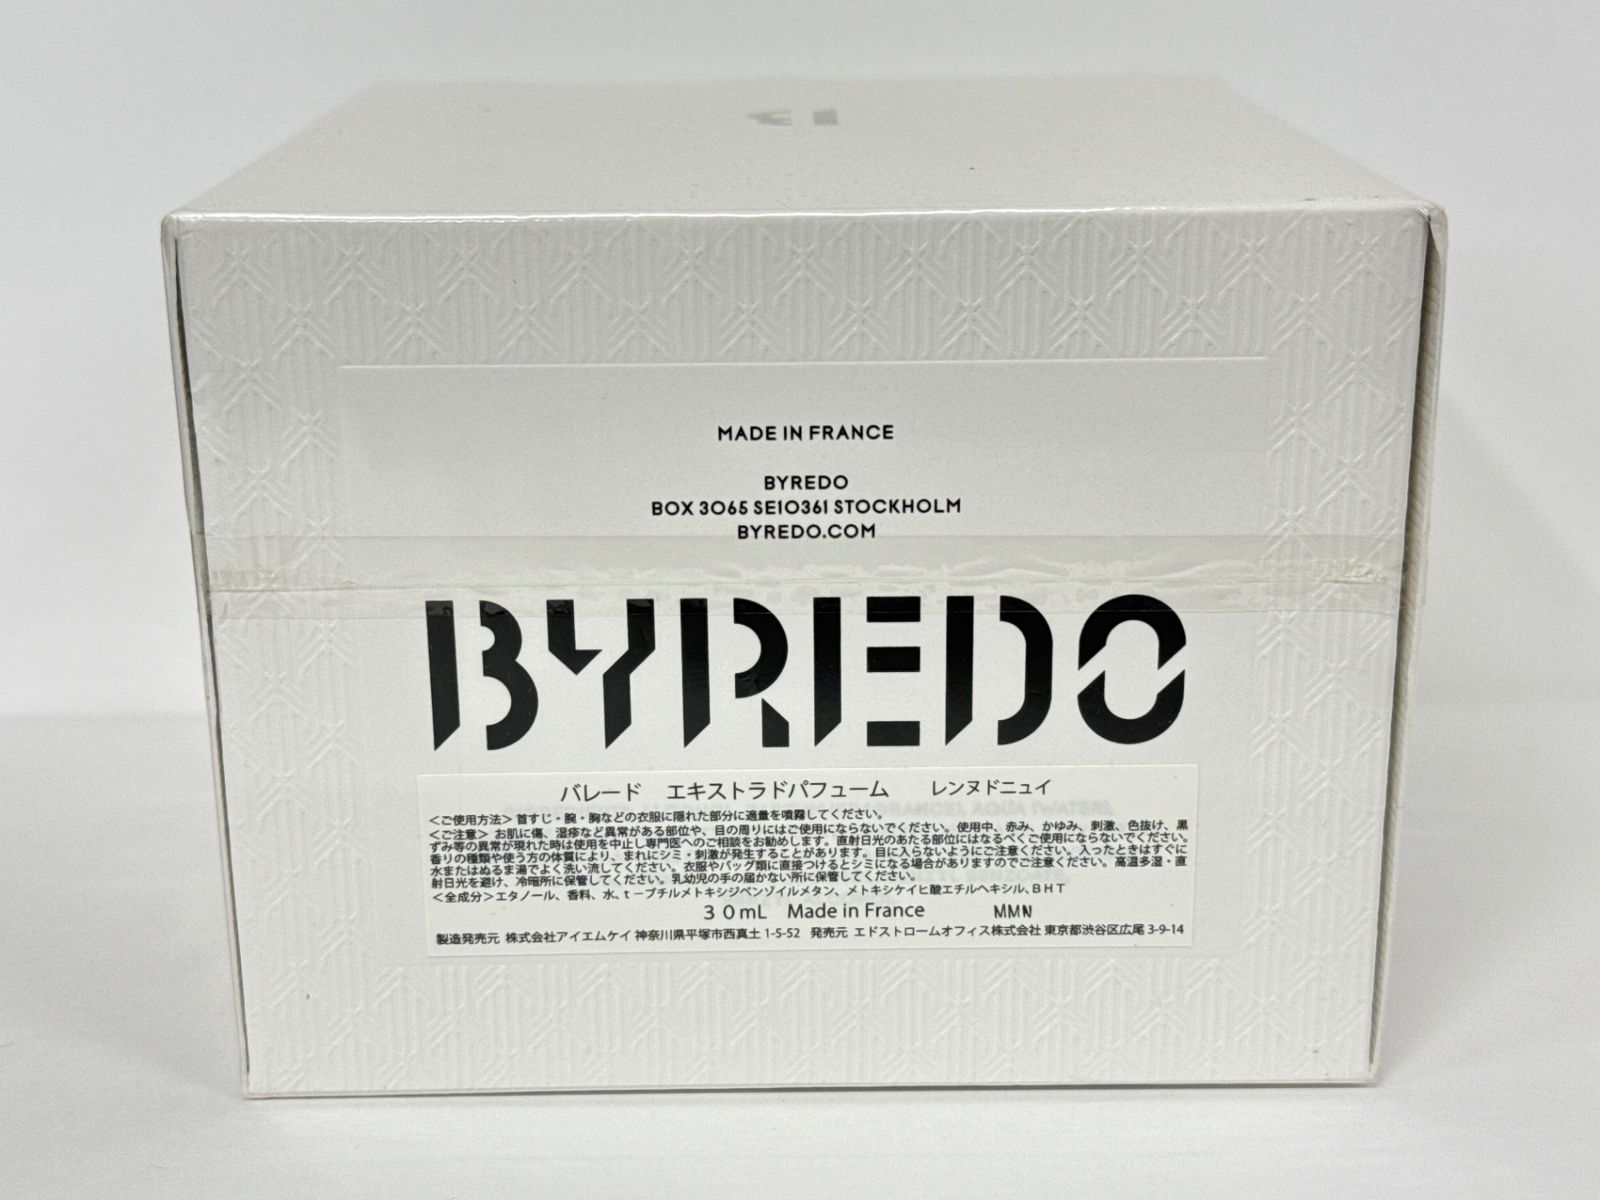 MADE IN FRANCE
BYREDO
BOX 3065 SE10361 STOCKHOLM
BYREDO.COM
BYREDO
バレード エキストラドパフューム レンヌドニュイ
＜ご使用方法＞首すじ・腕・胸などの衣服に隠れた部分に適量を噴霧してください。
＜ご注意＞ お肌に傷、湿疹など異常がある部位や、目の周りにはご使用にならないでください。使用中、赤み、かゆみ、刺激、色抜け、黒
ずみ等の異常が現れた時は使用を中止し専門医へのご相談をお勧めします。直射日光のあたる部位にはなるべくご使用にならないでください。
香りの種類や使う方の体質により、まれにシミ・刺激が発生することがあります。目に入らないようにご注意ください。入ったときはすぐに
水またはぬるま湯でよく洗い流してください。衣服やバッグ類に直接つけるとシミになる場合がありますのでご注意ください。高温多湿・直
射日光を避け、冷暗所に保管してください。乳幼児の手の届かない所に保管してください。
＜全成分＞エタノール、香料、水、t－ブチルメトキシジベンゾイルメタン、メトキシケイヒ酸エチルヘキシル、BHT
30mL Made in France MMN
製造発売元 株式会社アイエムケイ 神奈川県平塚市西真土 1-5-52 発売元 エドストロームオフィス株式会社 東京都渋谷区広尾 3-9-14